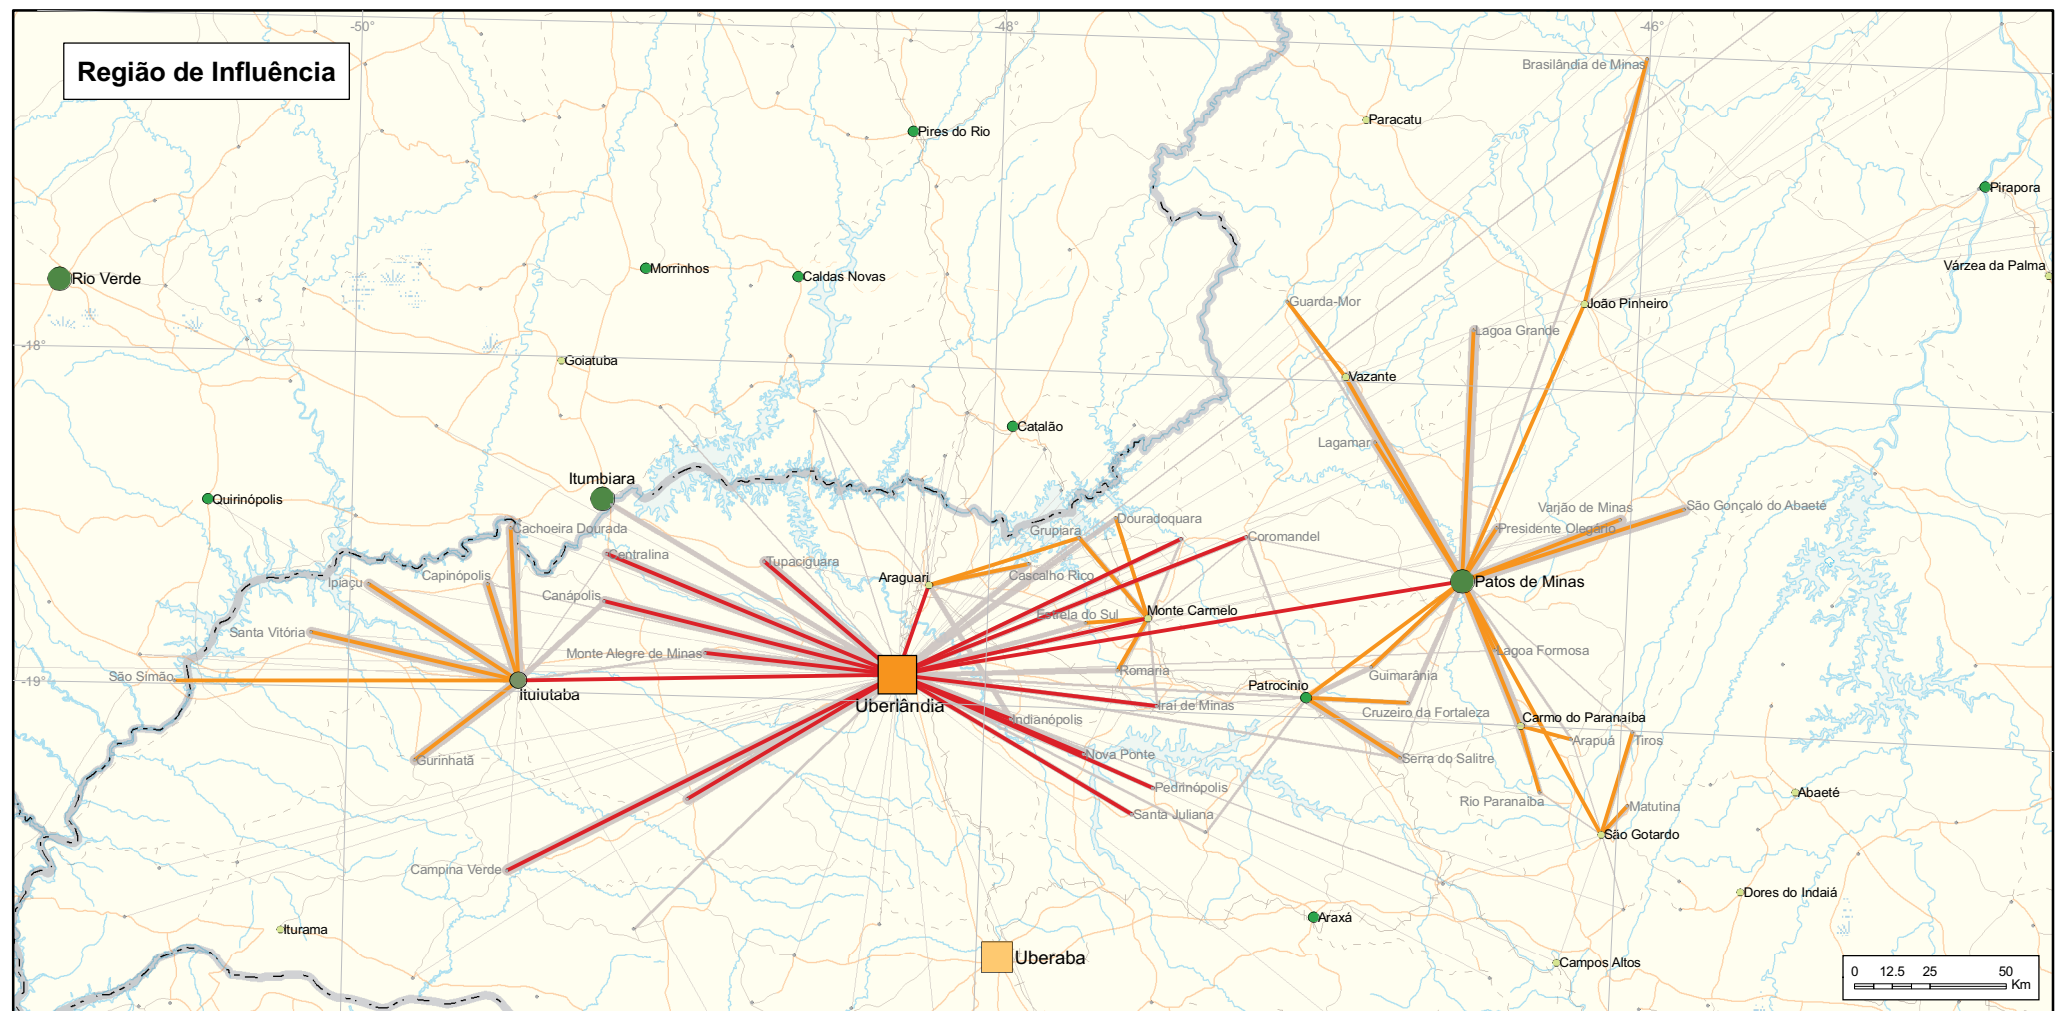 -50°
-48°
-46°
Região de Influência
Brasilândia de Minas
Paracatu
Pires do Rio
Pirapora
Várzea da Palma
Morrinhos
Caldas Novas
Rio Verde
Guarda-Mor
João Pinheiro
Lagoa Grande
-18°
Goiatuba
Vazante
Catalão
Lagamar
Itumbiara
Quirinópolis
Varjão de Minas
São Gonçalo do Abaeté
Cachoeira Dourada
Douradoquara
Grupiara
Presidente Olegário
Coromandel
Centralina
Tupaciguara
Ipiaçu
Capinópolis
Araguari
Cascalho Rico
Patos de Minas
Canápolis
Estrela do Sul
Monte Carmelo
Santa Vitória
Monte Alegre de Minas
Lagoa Formosa
São Simão
-19°
Romaria
Guimarânia
Patrocínio
Ituiutaba
Uberlândia
Iraí de Minas
Indianópolis
Cruzeiro da Fortaleza
Carmo do Paranaíba
Arapuá
Tiros
Gurinhatã
Nova Ponte
Serra do Salitre
Pedrinópolis
Abaeté
Rio Paranaíba
Matutina
Santa Juliana
São Gotardo
Campina Verde
Dores do Indaiá
Araxá
Iturama
Uberaba
Campos Altos
0 12.5 25 50
Km